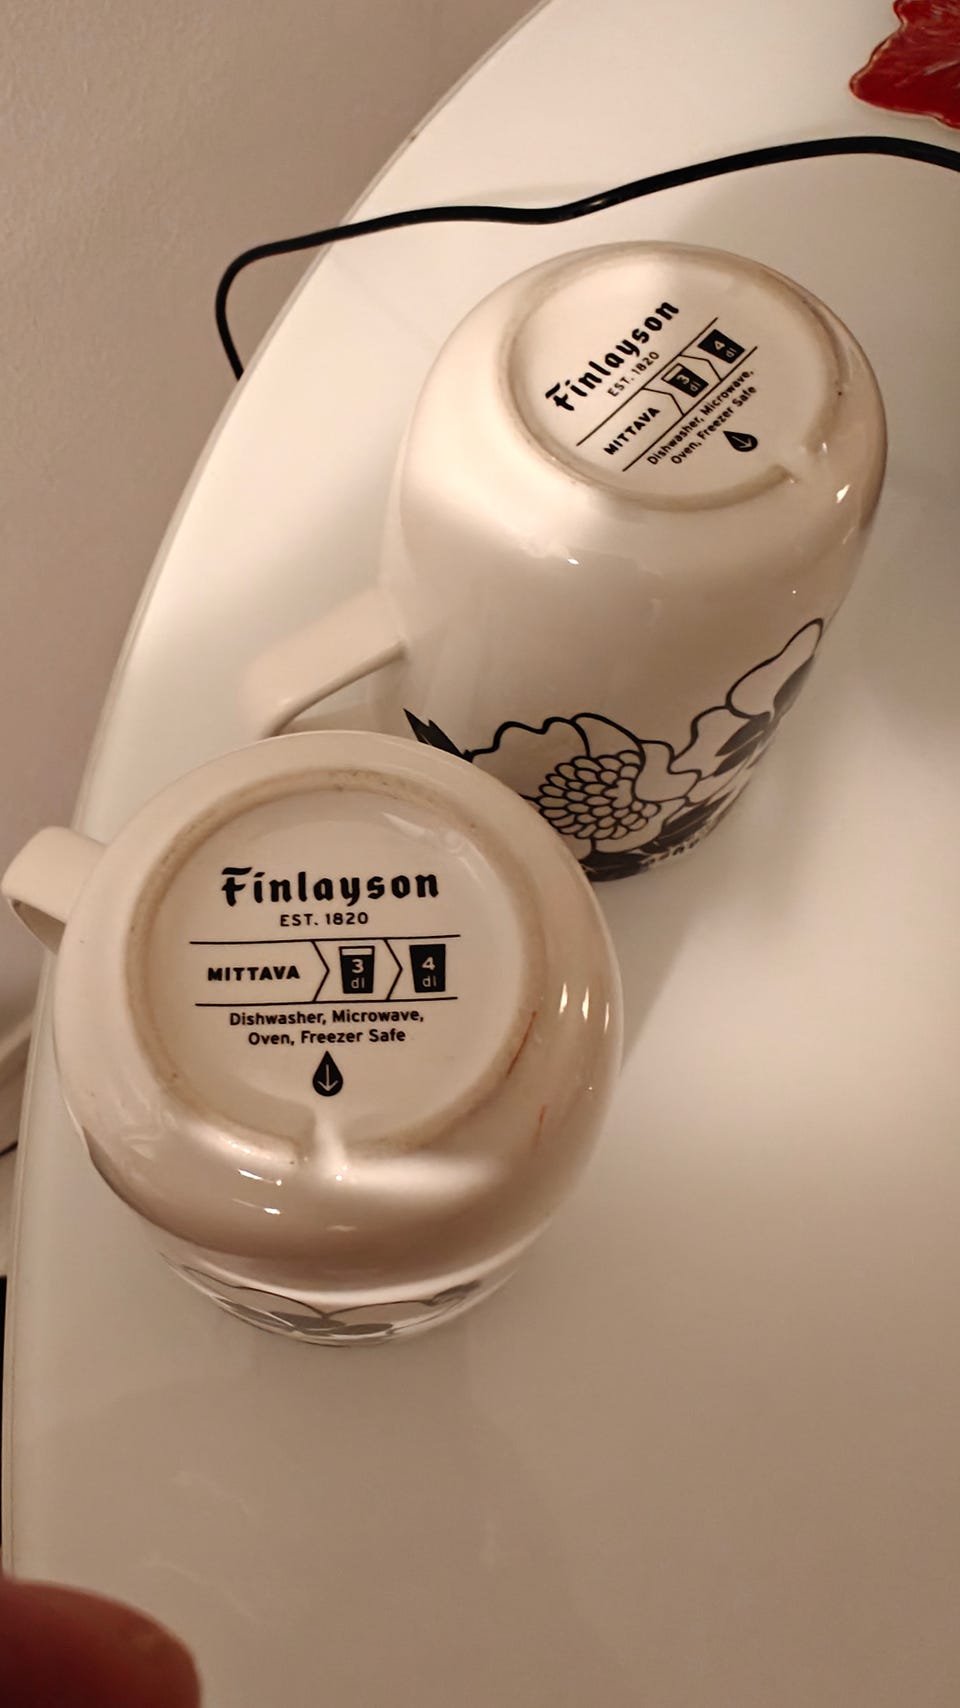 Finlayson
EST. 1820
MITTAVA 3 dl 4 dl
Dishwasher, Microwave,
Oven, Freezer Safe
Finlayson
EST. 1820
MITTAVA 3 dl 4 dl
Dishwasher, Microwave,
Oven, Freezer Safe